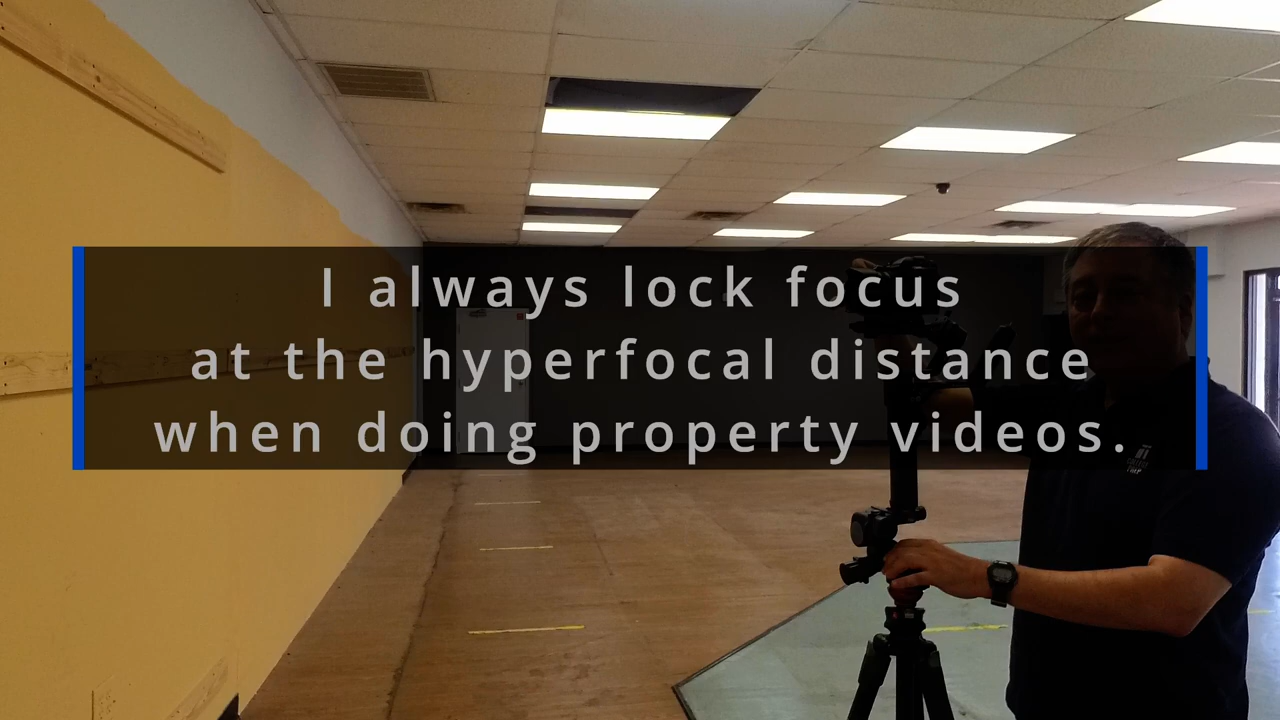 I always lock focus
at the hyperfocal distance
when doing property videos.